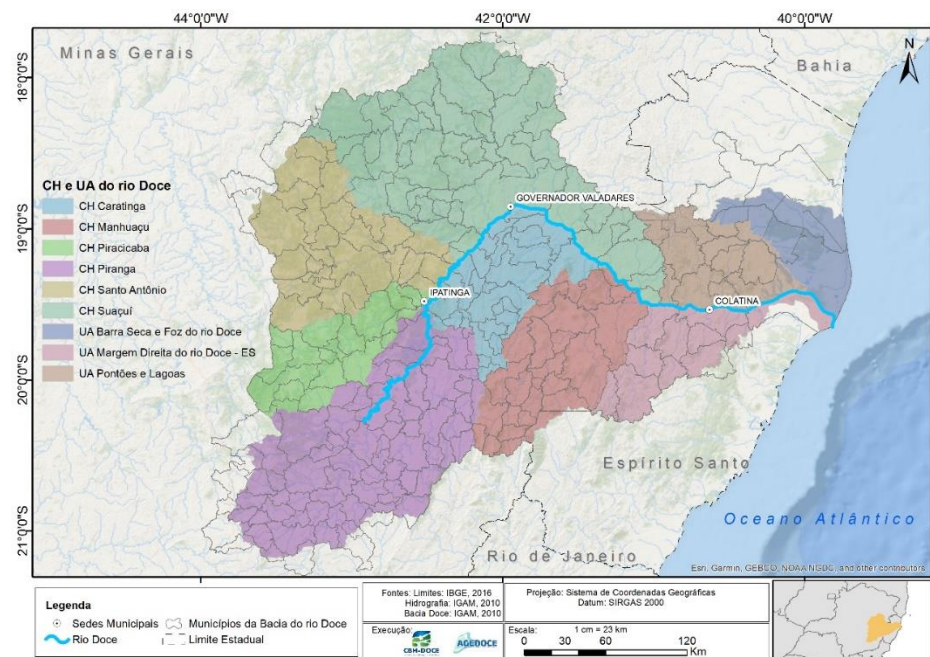 44°0'0"W
42°0'0"W
40°0'0"W
Minas Gerais
Bahia
N
18°0'0"S
19°0'0"S
20°0'0"S
21°0'0"S
CH e UA do rio Doce
CH Caratinga
CH Manhuaçu
CH Piracicaba
CH Piranga
CH Santo Antônio
CH Suaçuí
UA Barra Seca e Foz do rio Doce
UA Margem Direita do rio Doce - ES
UA Pontões e Lagoas
GOVERNADOR VALADARES
IPATINGA
COLATINA
Espírito Santo
Oceano Atlântico
Rio de Janeiro
Esri, Garmin, GEBCO, NOAA NGDC, and other contributors
Legenda
Sedes Municipais
Municípios da Bacia do rio Doce
Rio Doce
Limite Estadual
Fontes: Limites: IBGE, 2016
Hidrografia: IGAM, 2010
Bacia Doce: IGAM, 2010
Execução:
CBH-DOCE
AGEDOCE
Projeção: Sistema de Coordenadas Geográficas
Datum: SIRGAS 2000
Escala: 1 cm = 23 km
0 30 60 120
Km